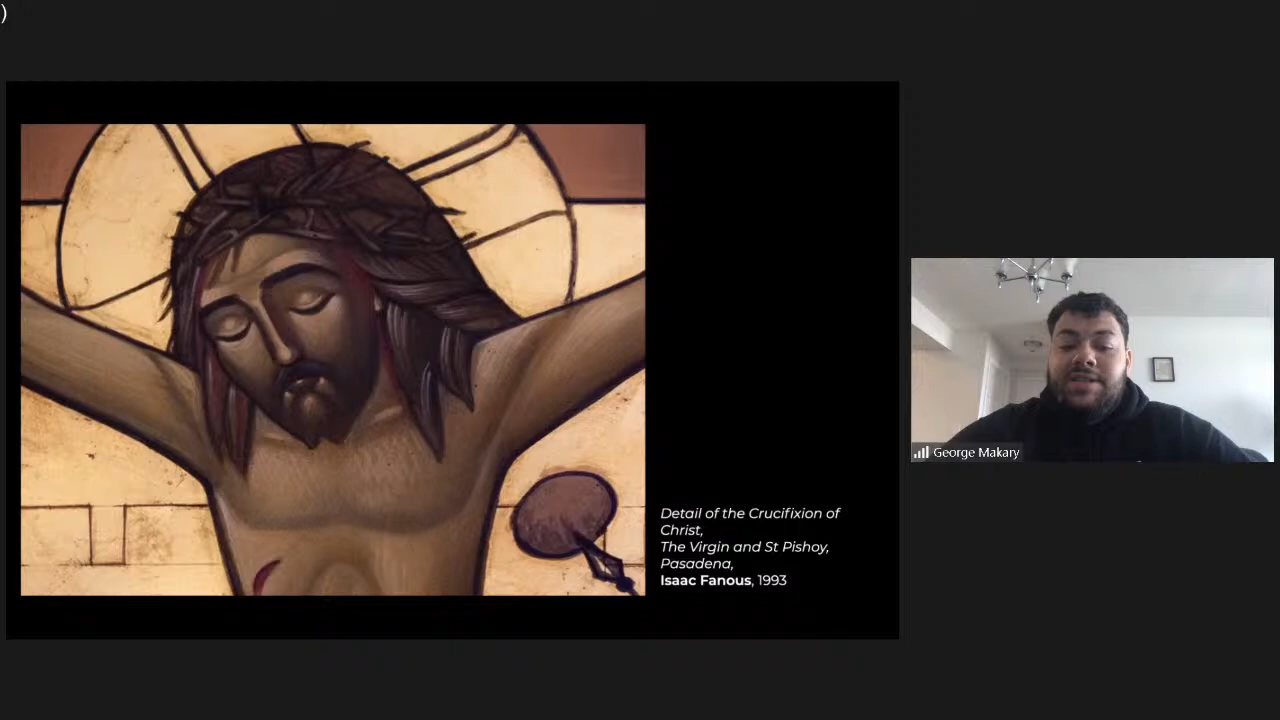 )
Detail of the Crucifixion of
Christ,
The Virgin and St Pishoy,
Pasadena,
Isaac Fanous, 1993
George Makary